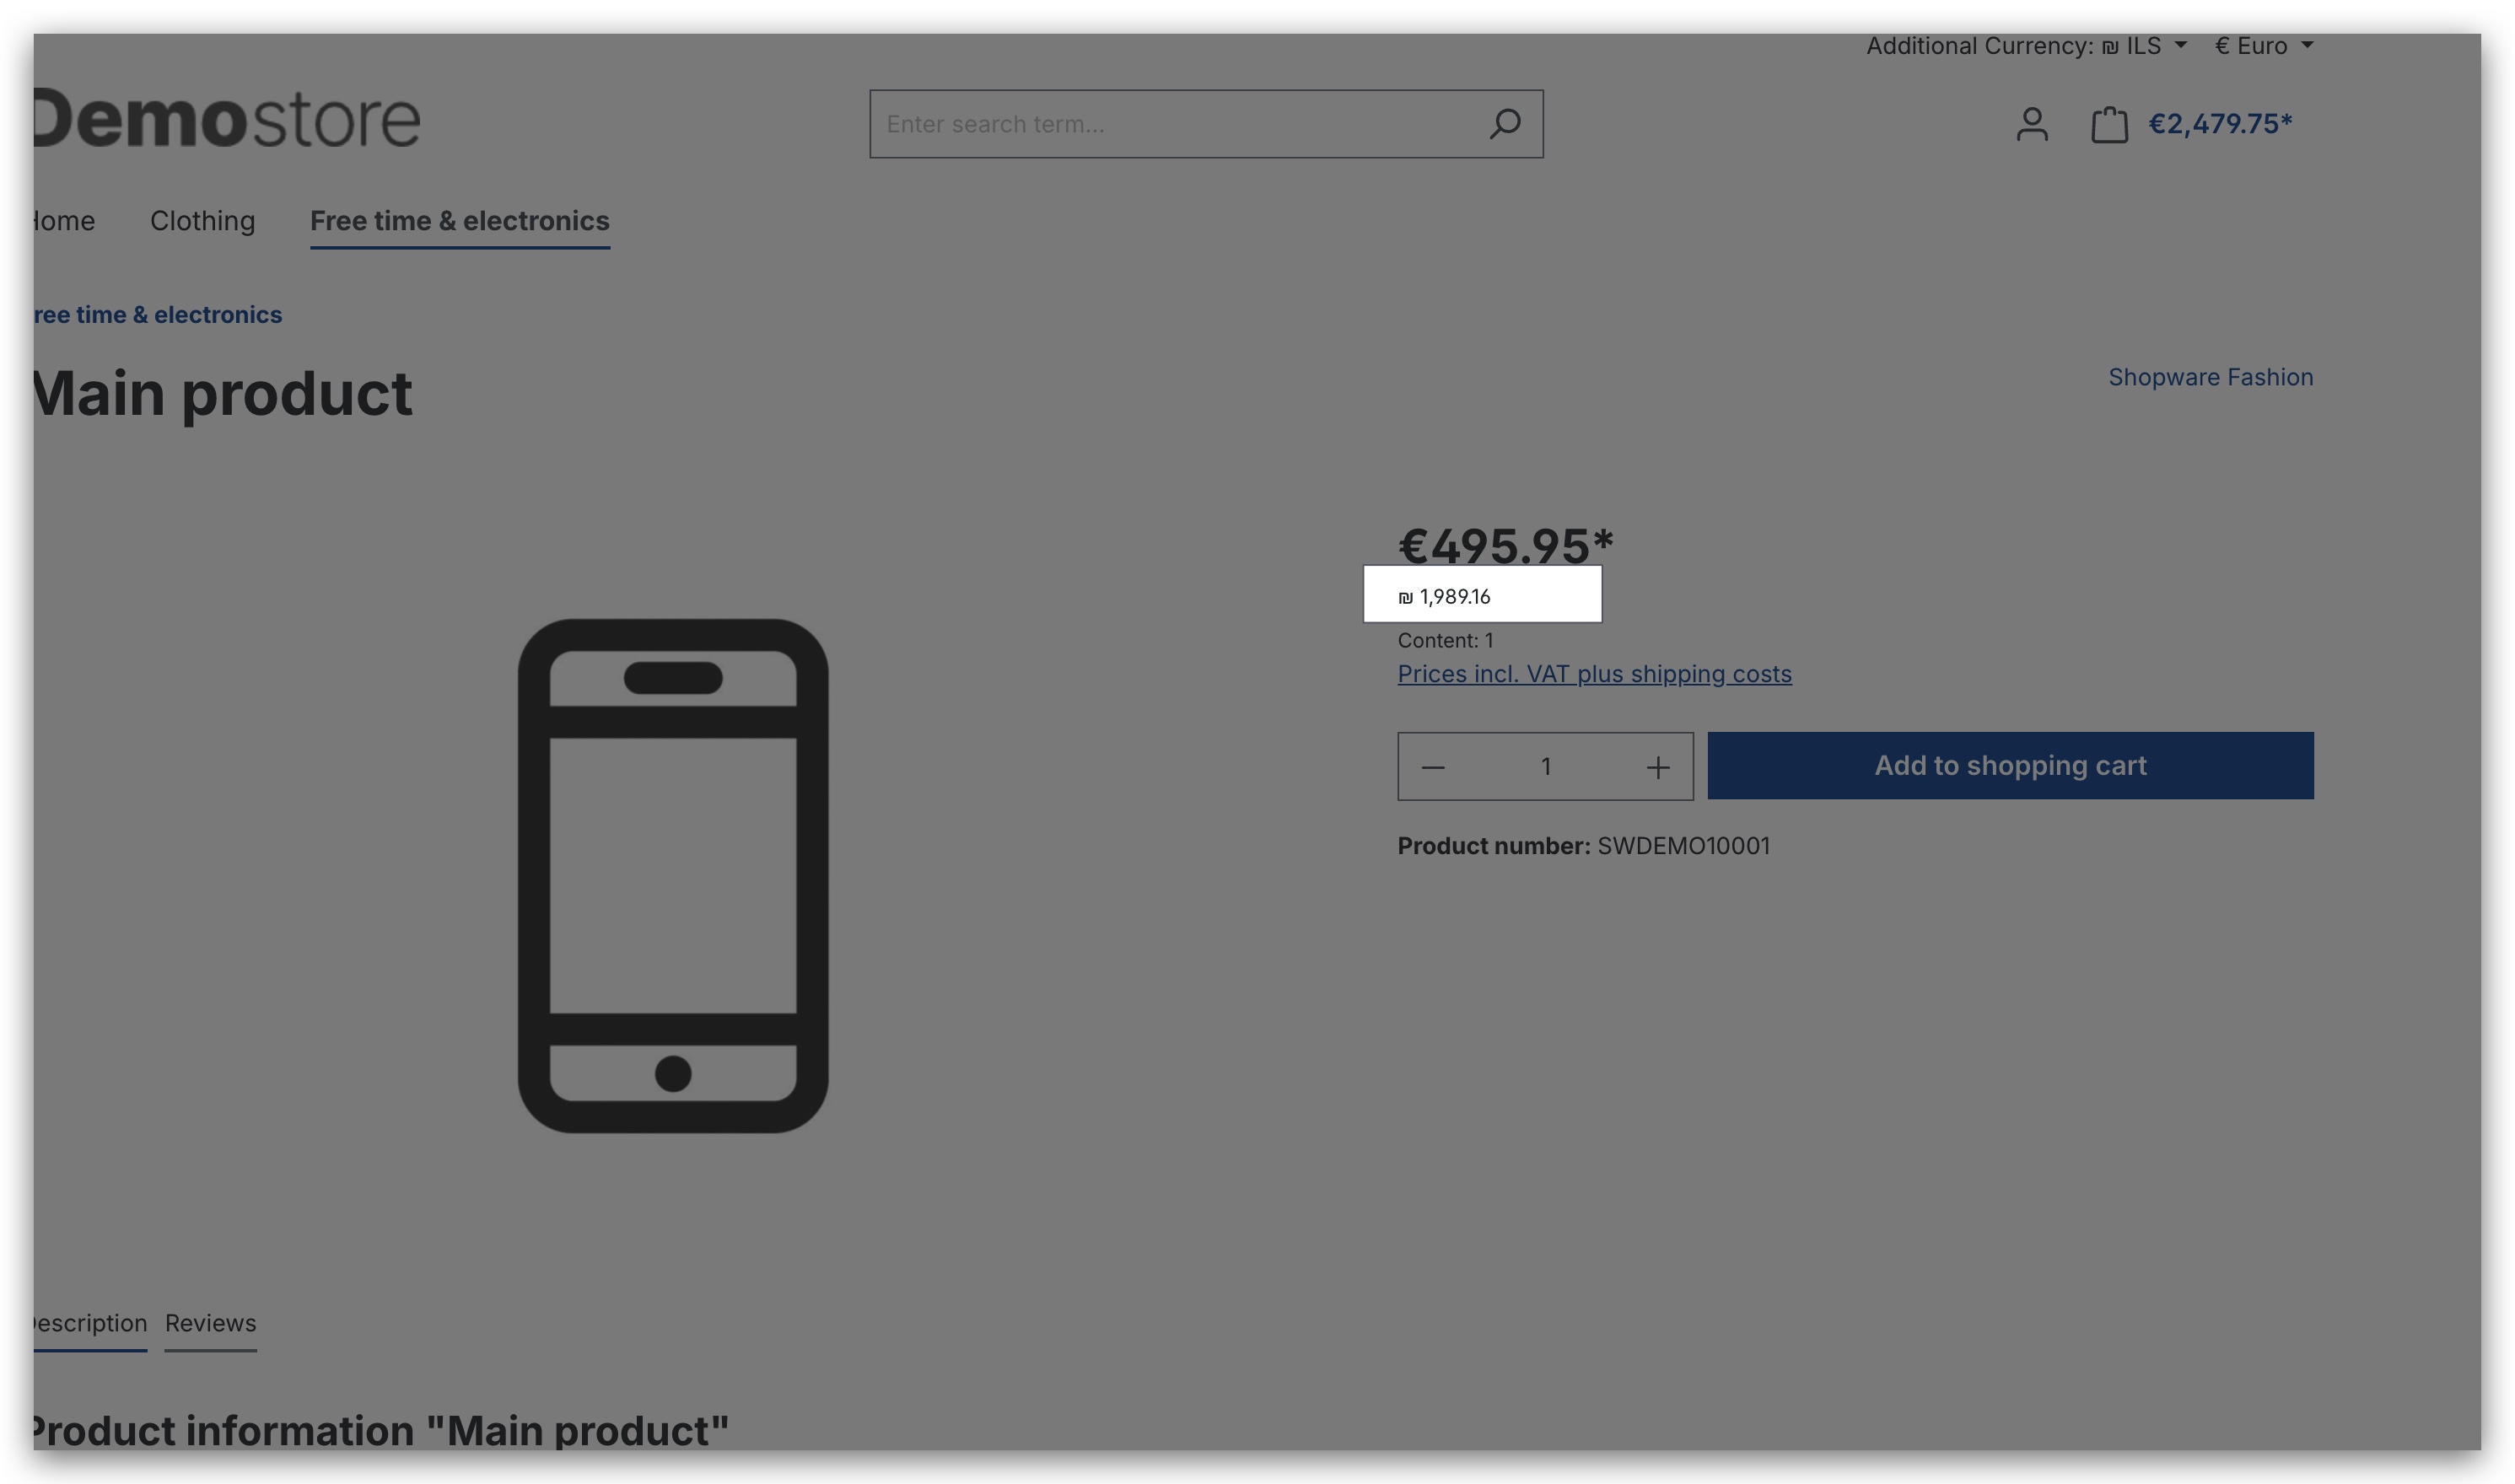 Additional Currency: ₪ ILS € Euro
Demostore
Enter search term...
€2,479.75*
Home Clothing Free time & electronics
ree time & electronics
Main product
Shopware Fashion
€495.95*
₪ 1,989.16
Content: 1
Prices incl. VAT plus shipping costs
1
Add to shopping cart
Product number: SWDEMO10001
Description Reviews
Product information "Main product"